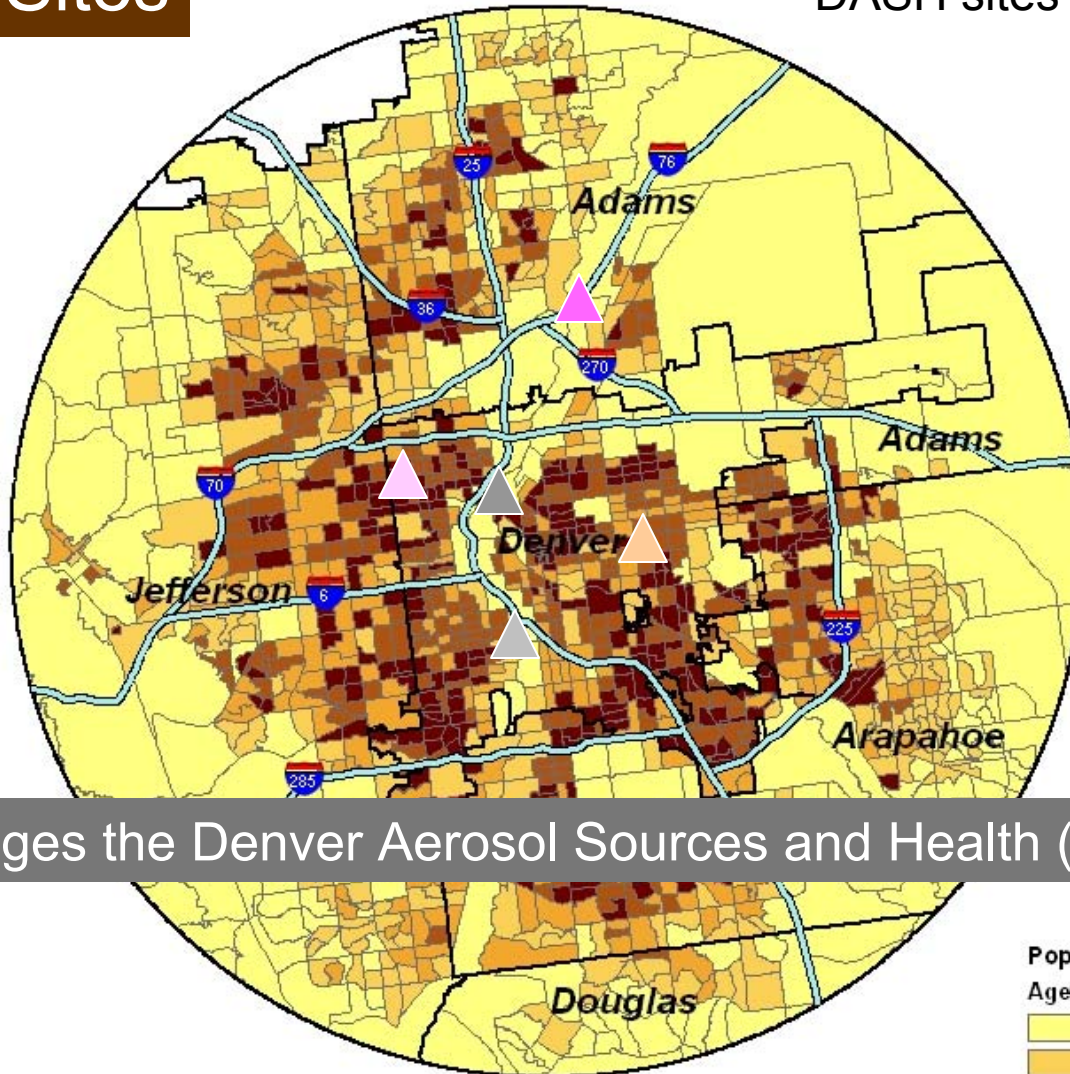 Sites
DASH sites
25
76
Adams
36
270
Adams
70
Denver
Jefferson
6
225
Arapahoe
285
ges the Denver Aerosol Sources and Health (
Pop
Age
Douglas